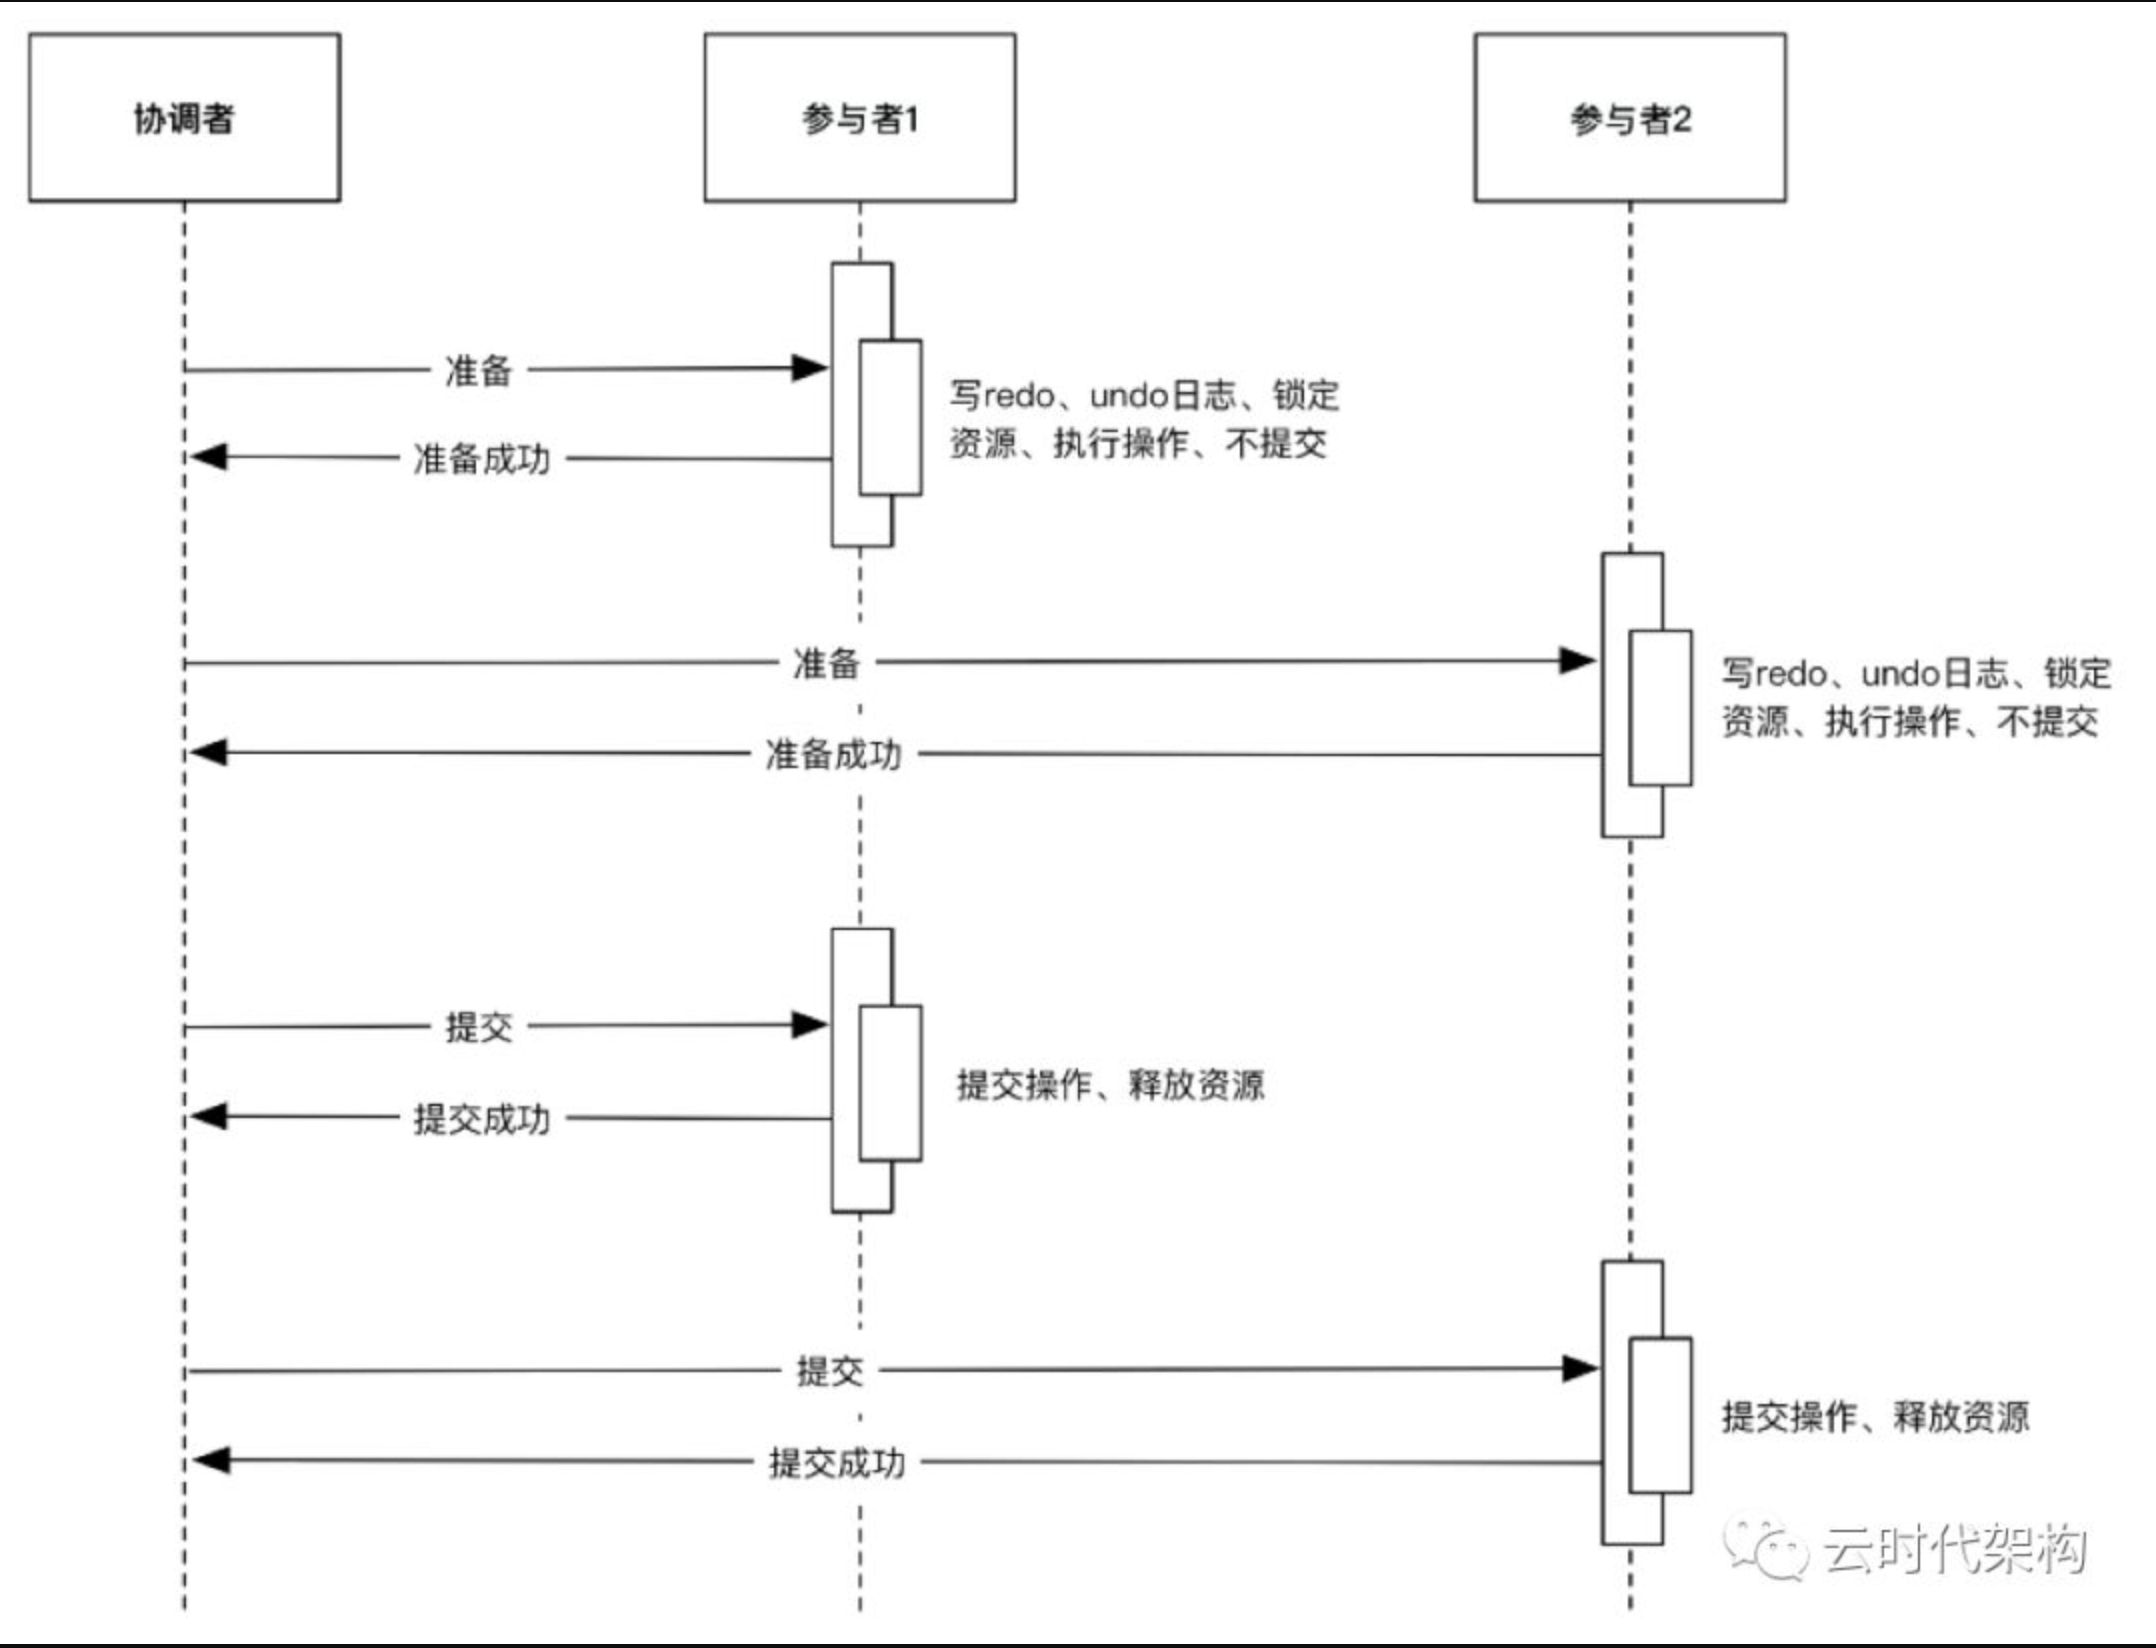 协调者
参与者1
参与者2
准备
写redo、undo日志、锁定
资源、执行操作、不提交
准备成功
准备
写redo、undo日志、锁定
资源、执行操作、不提交
准备成功
提交
提交操作、释放资源
提交成功
提交
提交操作、释放资源
提交成功
云时代架构